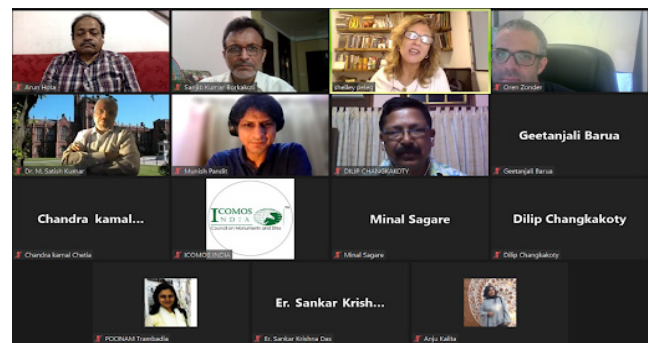 Arun Hota
Sanjib Kumar Borkakoti
shelley peleg
Oren Zonder
Dr. M. Satish Kumar
Munish Pandit
DILIP CHANGKAKOTY
Geetanjali Barua
Geetanjali Barua
Chandra kamal...
Chandra kamal Chetia
ICOMOS
INDIA
ICOMOS INDIA
Minal Sagare
Minal Sagare
Dilip Changkakoty
Dilip Changkakoty
POONAM Trambadia
Er. Sankar Krish...
Er. Sankar Krishna Das
Anju Kalita